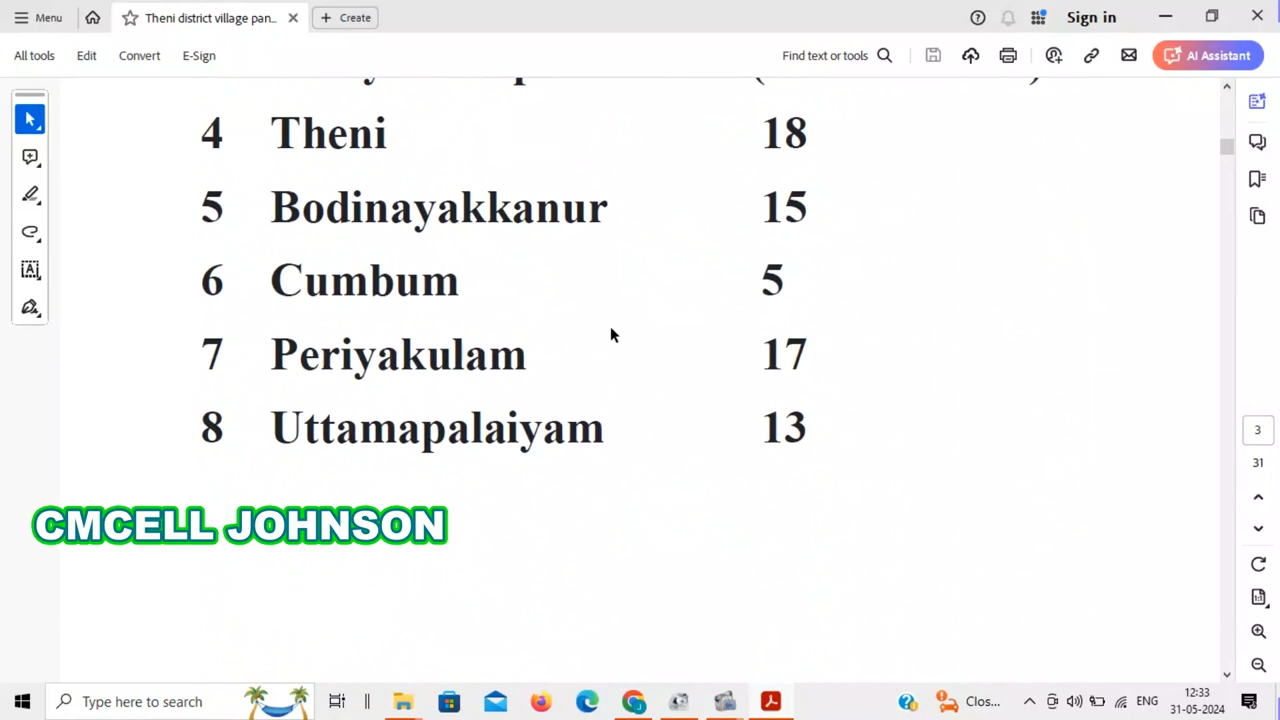 Menu
Theni district village pan...
Create
Sign in
All tools
Edit
Convert
E-Sign
Find text or tools
AI Assistant
4 Theni 18
5 Bodinayakkanur 15
6 Cumbum 5
7 Periyakulam 17
8 Uttamapalaiyam 13
CMCELL JOHNSON
3
31
Type here to search
Clos...
ENG
12:33
31-05-2024